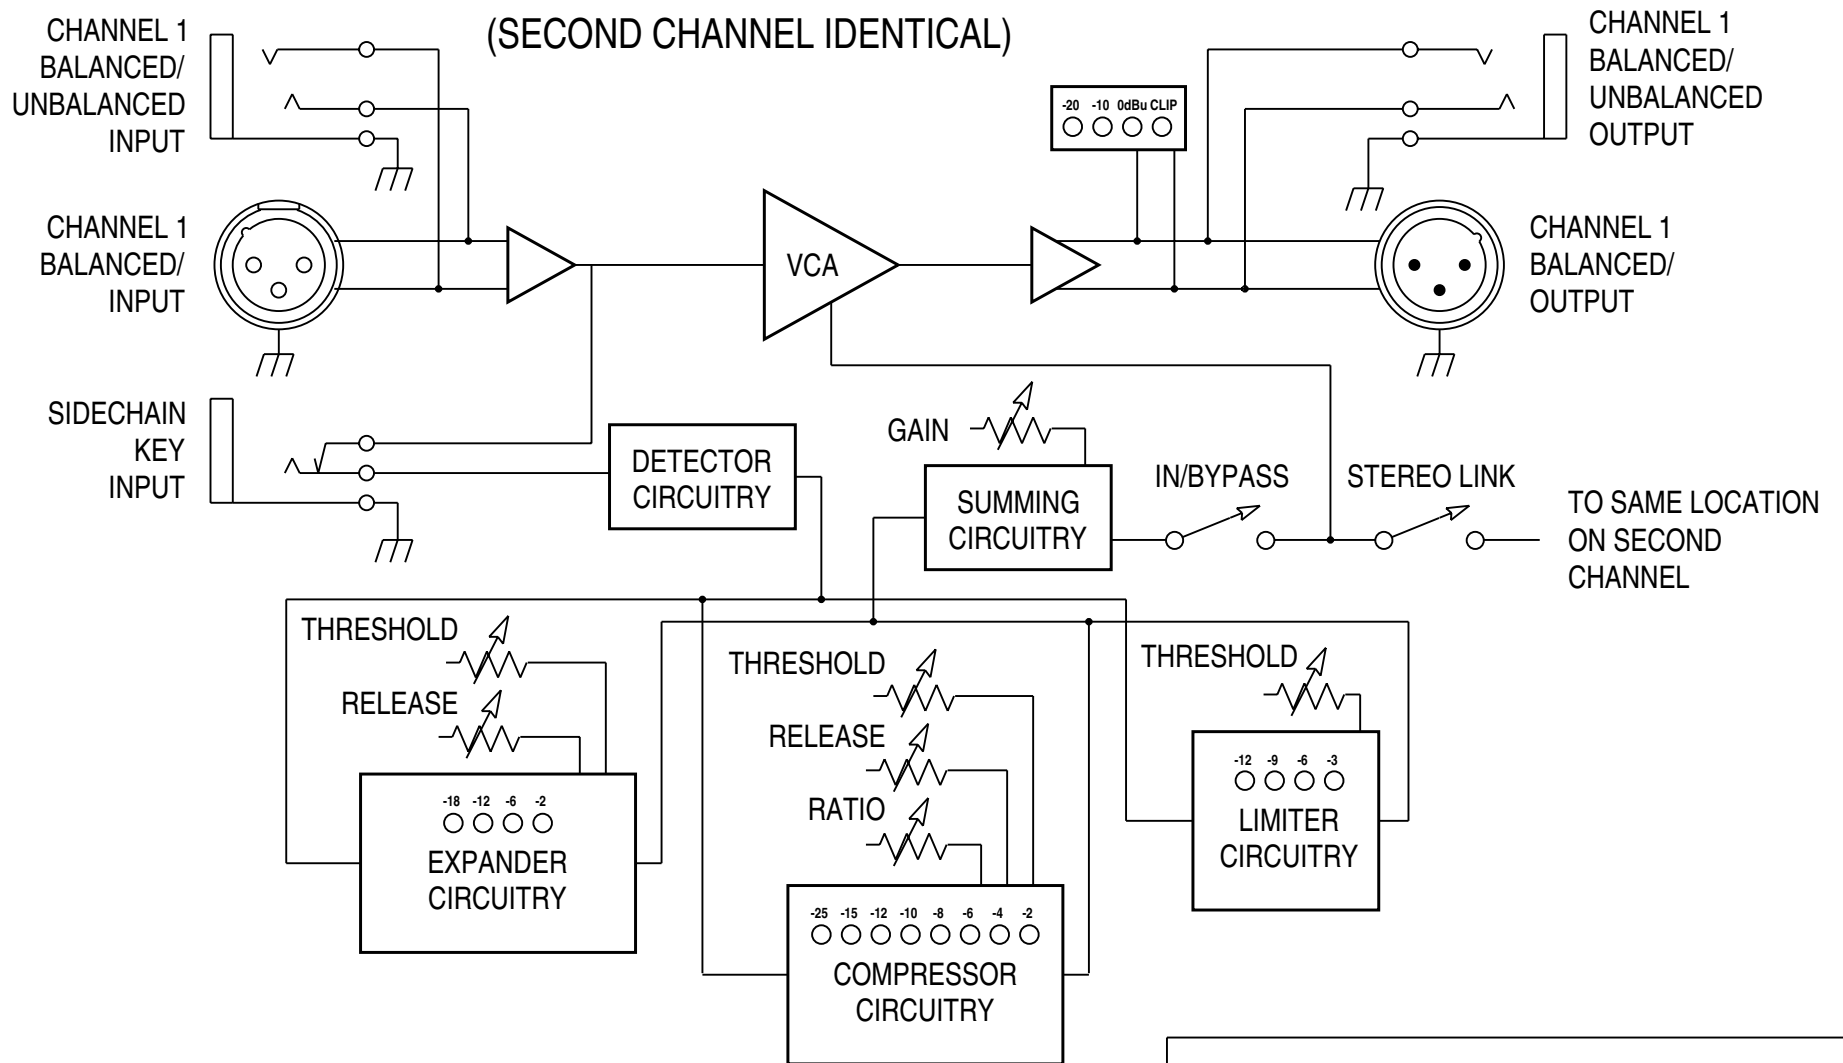 (SECOND CHANNEL IDENTICAL)
CHANNEL 1
BALANCED/
UNBALANCED
INPUT
CHANNEL 1
BALANCED/
UNBALANCED
OUTPUT
-20 -10 0dBu CLIP
CHANNEL 1
BALANCED/
INPUT
VCA
CHANNEL 1
BALANCED/
OUTPUT
SIDECHAIN
KEY
INPUT
DETECTOR
CIRCUITRY
GAIN
SUMMING
CIRCUITRY
IN/BYPASS
STEREO LINK
TO SAME LOCATION
ON SECOND
CHANNEL
THRESHOLD
RELEASE
-18 -12 -6 -2
EXPANDER
CIRCUITRY
THRESHOLD
RELEASE
RATIO
-25 -15 -12 -10 -8 -6 -4 -2
COMPRESSOR
CIRCUITRY
THRESHOLD
-12 -9 -6 -3
LIMITER
CIRCUITRY